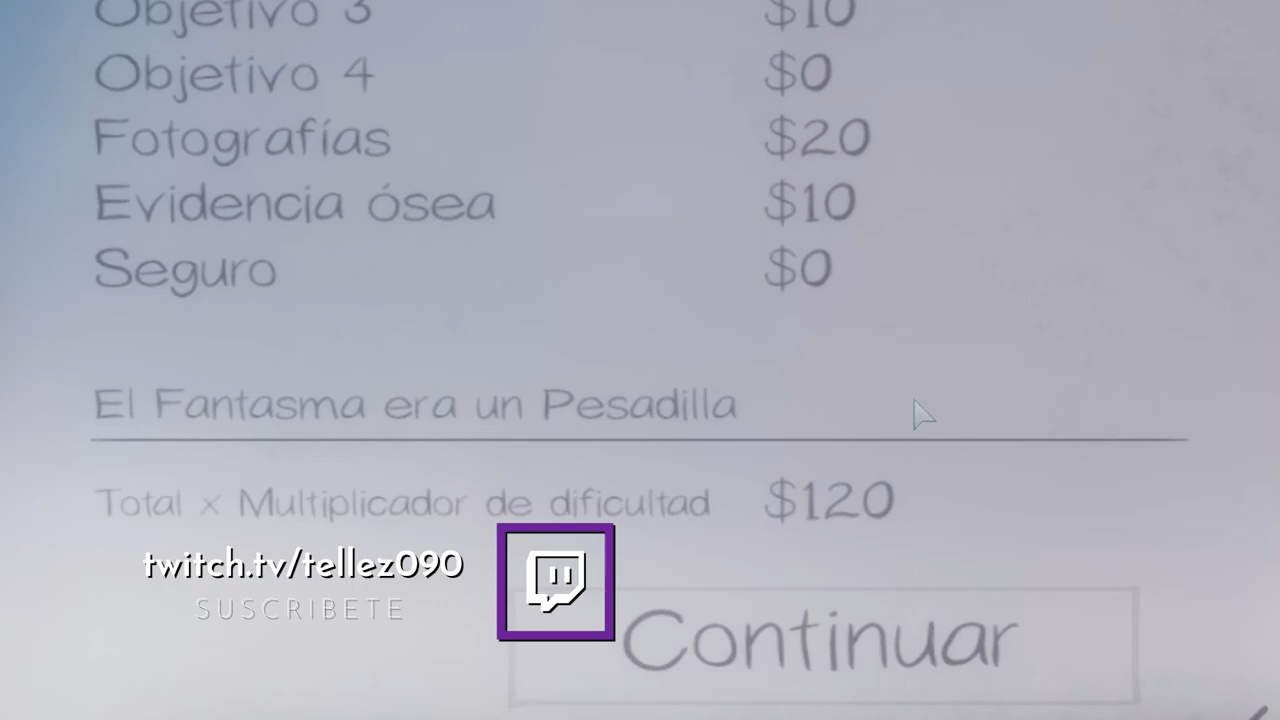 Objetivo 3 $10
Objetivo 4 $0
Fotografías $20
Evidencia ósea $10
Seguro $0
El Fantasma era un Pesadilla
Total x Multiplicador de dificultad $120
twitch.tv/tellez090
SUSCRIBETE
Continuar